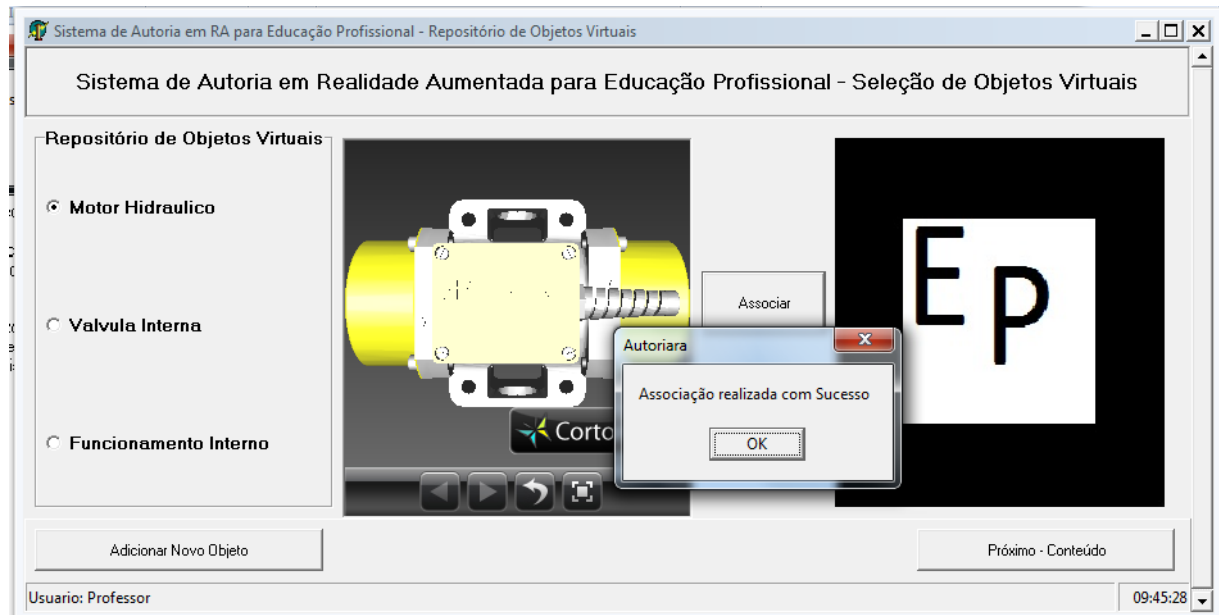 Sistema de Autoria em RA para Educação Profissional - Repositório de Objetos Virtuais
Sistema de Autoria em Realidade Aumentada para Educação Profissional - Seleção de Objetos Virtuais
Repositório de Objetos Virtuais
Motor Hidraulico
Valvula Interna
Funcionamento Interno
Corto
Associar
Autoriara
Associação realizada com Sucesso
OK
E P
Adicionar Novo Objeto
Próximo - Conteúdo
Usuario: Professor
09:45:28